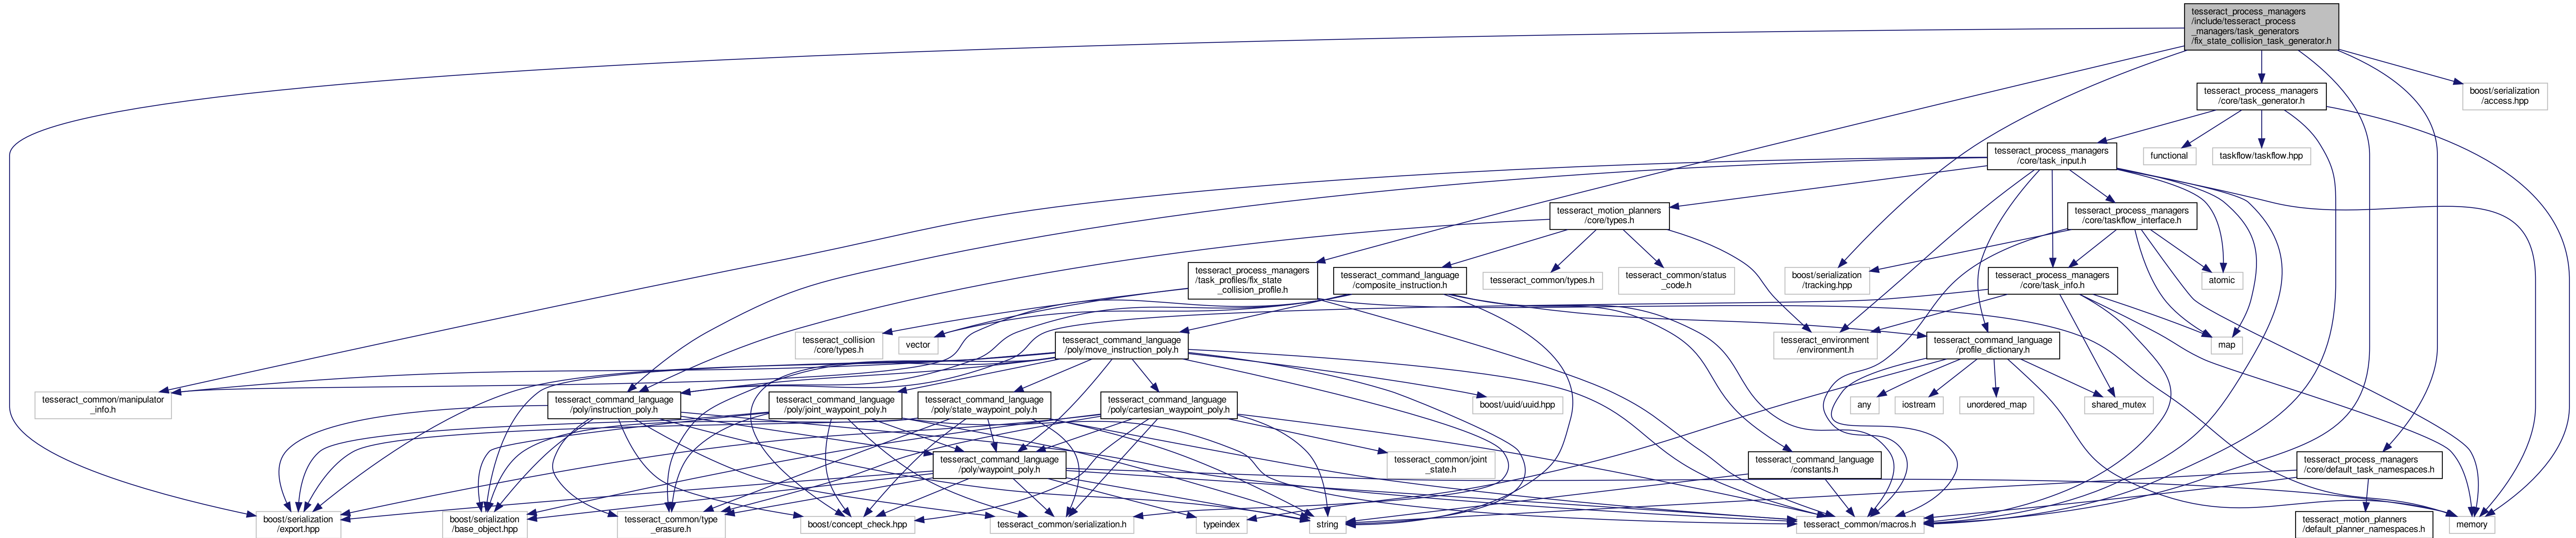 tesseract_process_managers
/include/tesseract_process
_managers/task_generators
/fix_state_collision_task_generator.h
tesseract_process_managers
/core/task_generator.h
boost/serialization
/access.hpp
tesseract_process_managers
/core/task_input.h
functional
taskflow/taskflow.hpp
tesseract_motion_planners
/core/types.h
tesseract_process_managers
/core/taskflow_interface.h
tesseract_process_managers
/task_profiles/fix_state
_collision_profile.h
tesseract_command_language
/composite_instruction.h
tesseract_common/types.h
tesseract_common/status
_code.h
boost/serialization
/tracking.hpp
tesseract_process_managers
/core/task_info.h
atomic
tesseract_collision
/core/types.h
vector
tesseract_command_language
/poly/move_instruction_poly.h
tesseract_environment
/environment.h
tesseract_command_language
/profile_dictionary.h
map
tesseract_common/manipulator
_info.h
tesseract_command_language
/poly/instruction_poly.h
tesseract_command_language
/poly/joint_waypoint_poly.h
tesseract_command_language
/poly/state_waypoint_poly.h
tesseract_command_language
/poly/cartesian_waypoint_poly.h
boost/uuid/uuid.hpp
any
iostream
unordered_map
shared_mutex
tesseract_command_language
/poly/waypoint_poly.h
tesseract_common/joint
_state.h
tesseract_command_language
/constants.h
tesseract_process_managers
/core/default_task_namespaces.h
boost/serialization
/export.hpp
boost/serialization
/base_object.hpp
tesseract_common/type
_erasure.h
boost/concept_check.hpp
tesseract_common/serialization.h
typeindex
string
tesseract_common/macros.h
tesseract_motion_planners
/default_planner_namespaces.h
memory